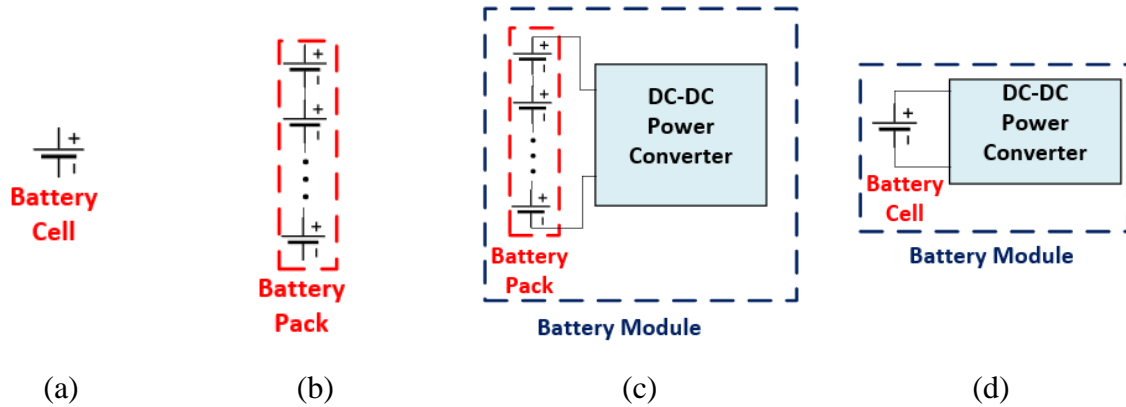 Battery
Cell
Battery
Pack
DC-DC
Power
Converter
Battery
Pack
Battery Module
DC-DC
Power
Converter
Battery
Cell
Battery Module
(a)
(b)
(c)
(d)